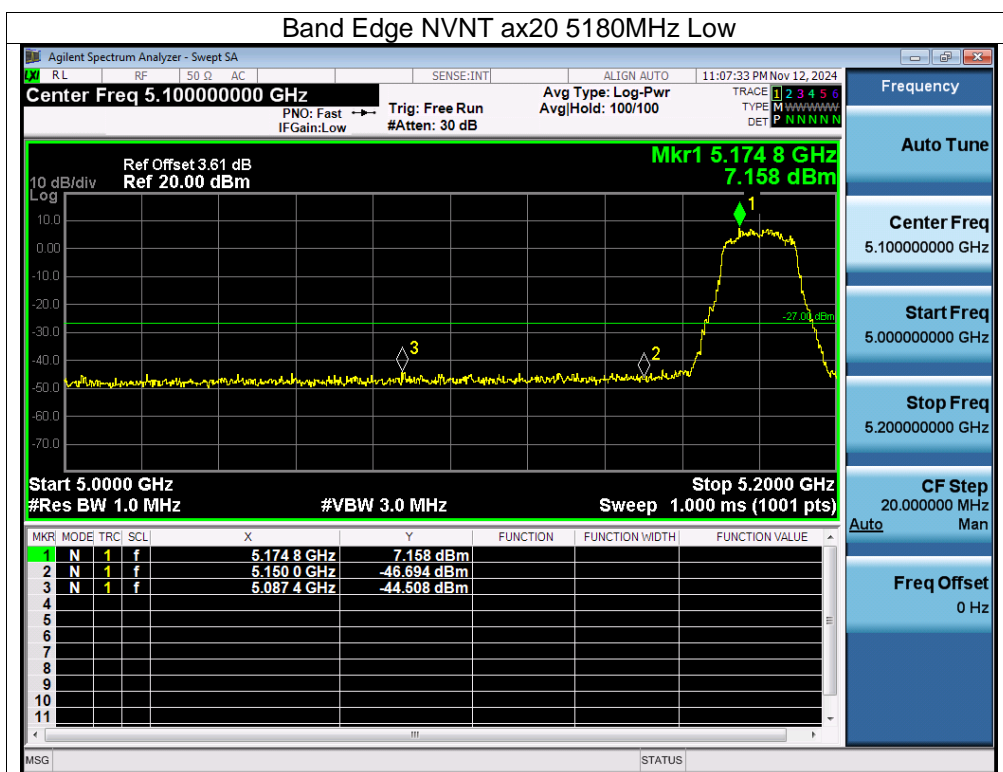 Band Edge NVNT ax20 5180MHz Low
Agilent Spectrum Analyzer - Swept SA
LXI RL RF 50 Ω AC SENSE:INT ALIGN AUTO 11:07:33 PM Nov 12, 2024
Center Freq 5.100000000 GHz
PNO: Fast
IFGain:Low
Trig: Free Run
#Atten: 30 dB
Avg Type: Log-Pwr
Avg|Hold: 100/100
TRACE 1 2 3 4 5 6
TYPE M WWWWW
DET P N N N N N
Ref Offset 3.61 dB
10 dB/div Ref 20.00 dBm
Log
Mkr1 5.174 8 GHz
7.158 dBm
10.0
0.00
-10.0
-20.0
-30.0
-40.0
-50.0
-60.0
-70.0
1
-27.00 dBm
3
2
Start 5.0000 GHz Stop 5.2000 GHz
#Res BW 1.0 MHz #VBW 3.0 MHz Sweep 1.000 ms (1001 pts)
MKR MODE TRC SCL X Y FUNCTION FUNCTION WIDTH FUNCTION VALUE
1 N 1 f 5.174 8 GHz 7.158 dBm
2 N 1 f 5.150 0 GHz -46.694 dBm
3 N 1 f 5.087 4 GHz -44.508 dBm
4
5
6
7
8
9
10
11
MSG STATUS
Frequency
Auto Tune
Center Freq
5.100000000 GHz
Start Freq
5.000000000 GHz
Stop Freq
5.200000000 GHz
CF Step
20.000000 MHz
Auto Man
Freq Offset
0 Hz